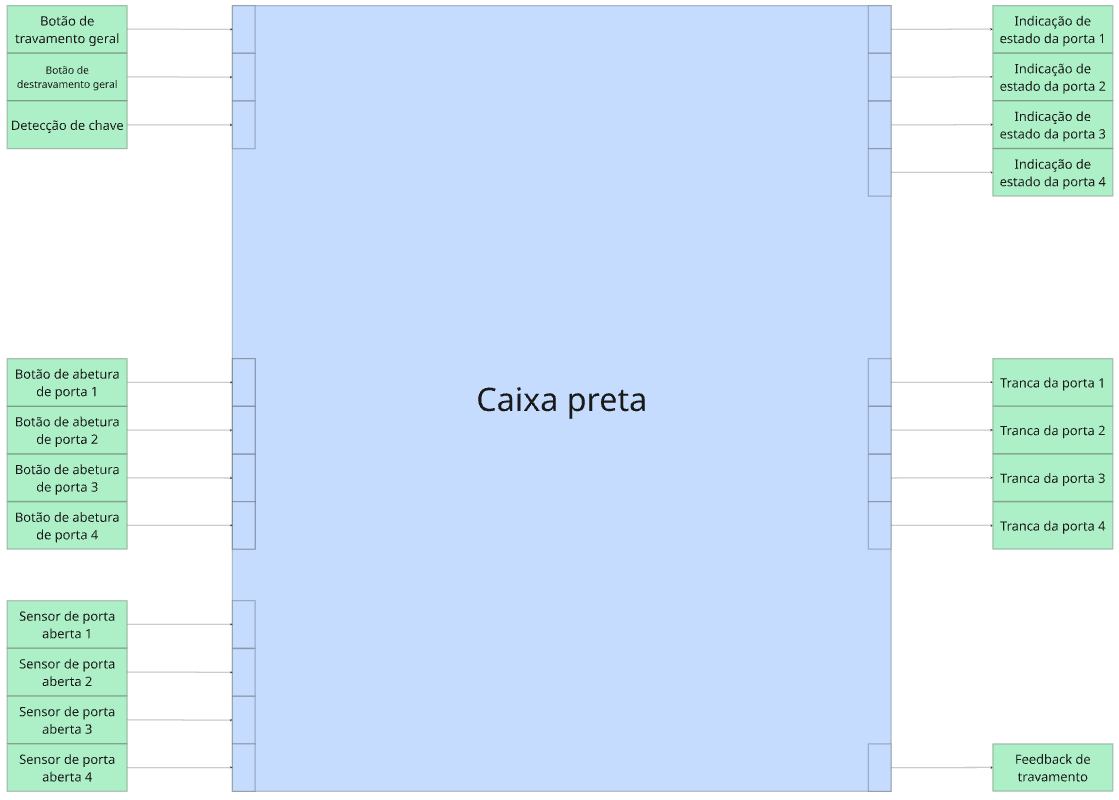 Botão de
travamento geral
Botão de
destravamento geral
Detecção de chave
Botão de abetura
de porta 1
Botão de abetura
de porta 2
Botão de abetura
de porta 3
Botão de abetura
de porta 4
Sensor de porta
aberta 1
Sensor de porta
aberta 2
Sensor de porta
aberta 3
Sensor de porta
aberta 4
Caixa preta
Indicação de
estado da porta 1
Indicação de
estado da porta 2
Indicação de
estado da porta 3
Indicação de
estado da porta 4
Tranca da porta 1
Tranca da porta 2
Tranca da porta 3
Tranca da porta 4
Feedback de
travamento